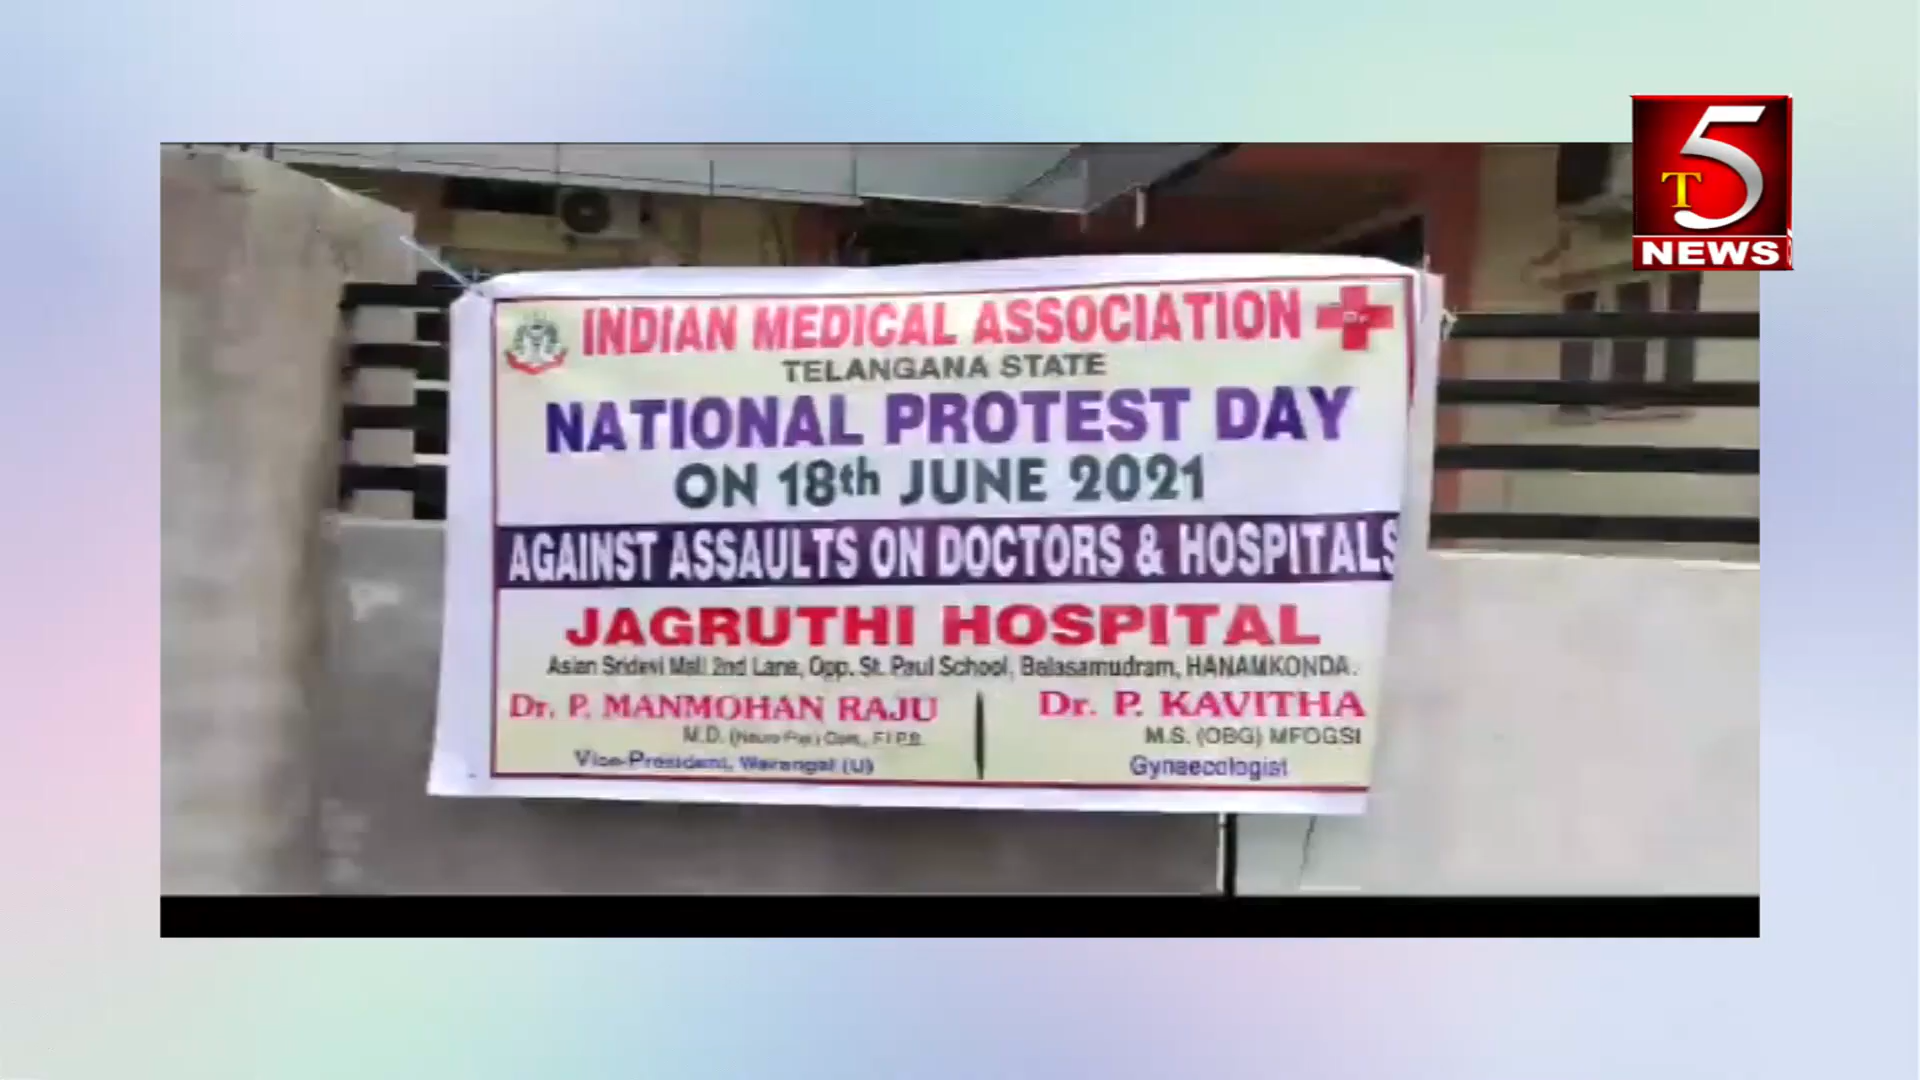 T5
NEWS
INDIAN MEDICAL ASSOCIATION
TELANGANA STATE
NATIONAL PROTEST DAY
ON 18th JUNE 2021
AGAINST ASSAULTS ON DOCTORS & HOSPITALS
JAGRUTHI HOSPITAL
Asian Sridevi Mall 2nd Lane, Opp. St. Paul School, Balasamudram, HANAMKONDA.
Dr. P. MANMOHAN RAJU
M.D.
Vice-President, Warangal (U)
Dr. P. KAVITHA
M.S. (OBG) MFOGSI
Gynaecologist